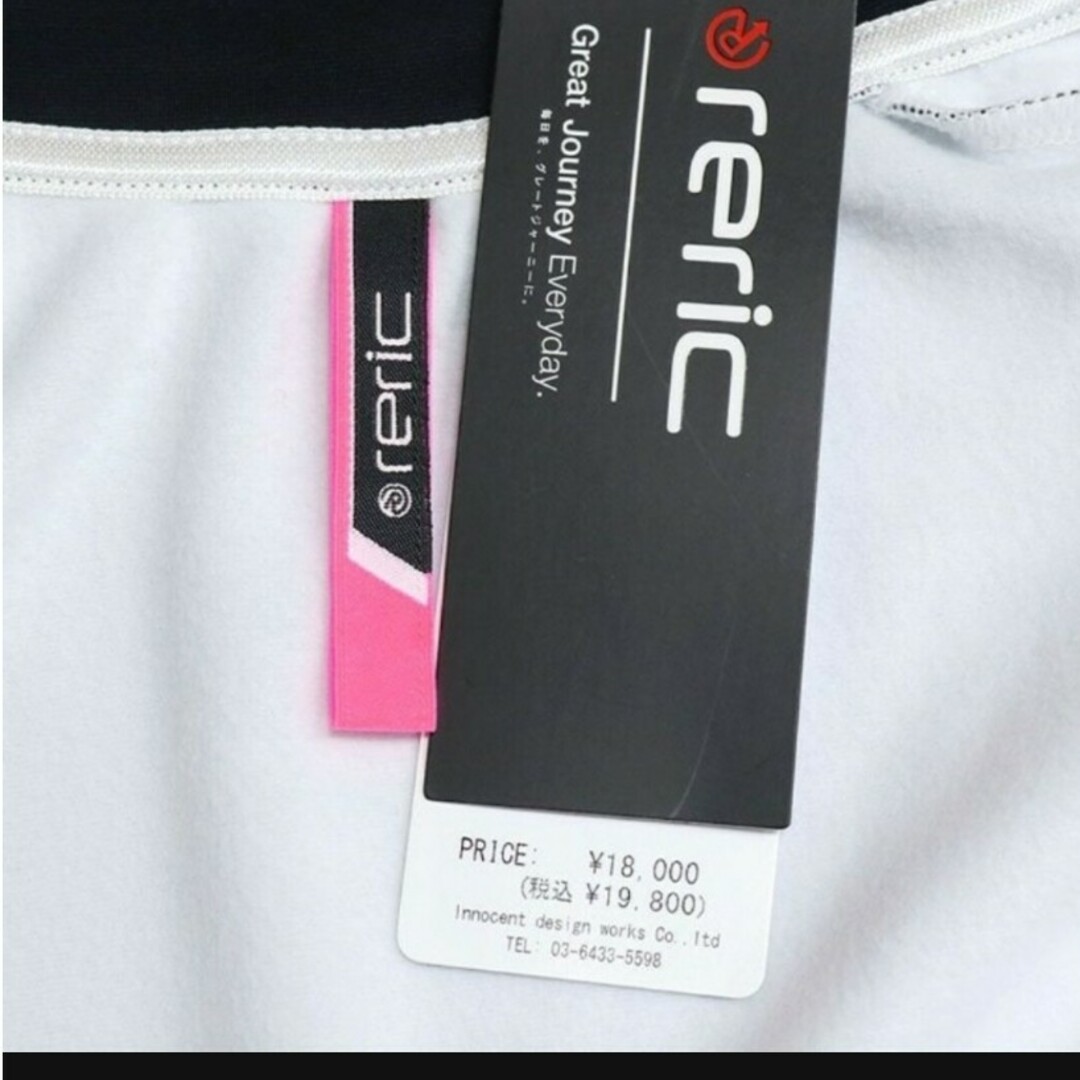 reric
Great Journey Everyday.
毎日を、グレートジャーニーに。
reric
PRICE: ¥18,000
(税込 ¥19,800)
Innocent design works Co.,ltd
TEL: 03-6433-5598